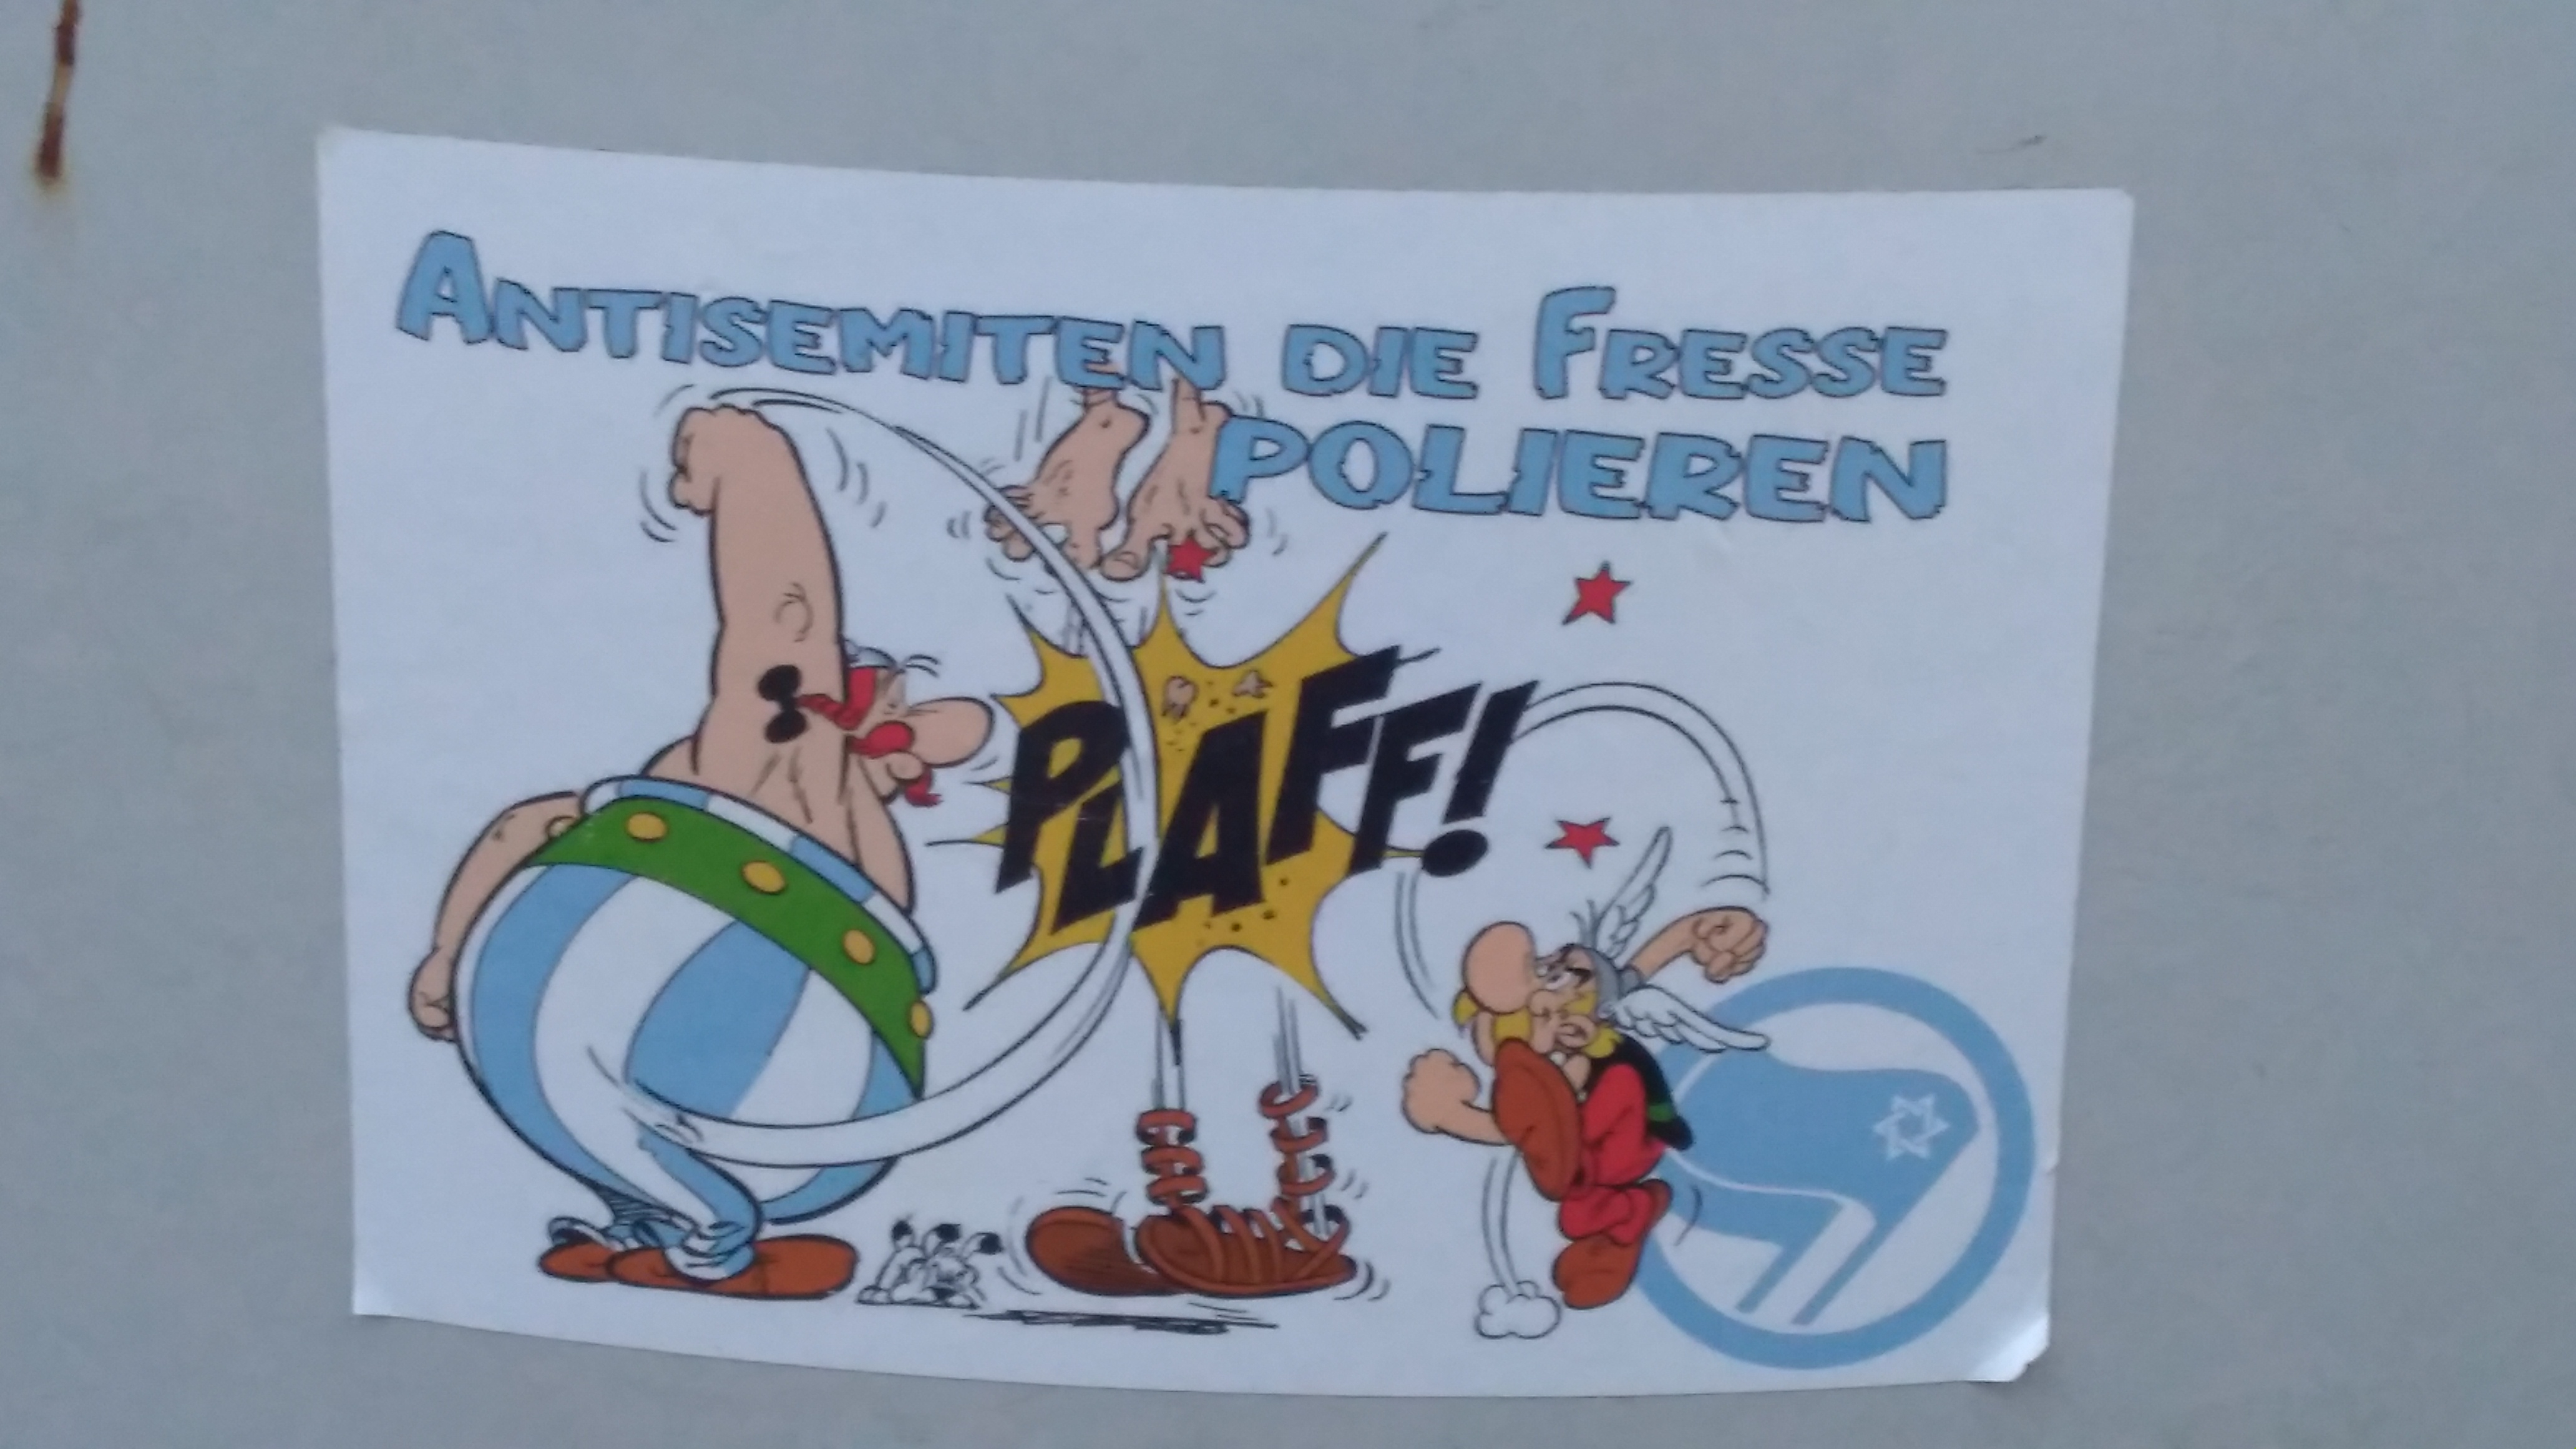 Antisemiten die Fresse
polieren
PLAFF!